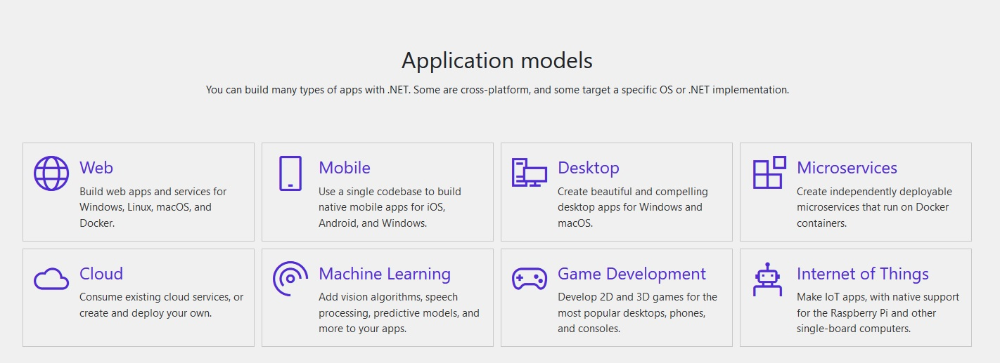 Application models
You can build many types of apps with .NET. Some are cross-platform, and some target a specific OS or .NET implementation.
Web
Build web apps and services for
Windows, Linux, macOS, and
Docker.
Mobile
Use a single codebase to build
native mobile apps for iOS,
Android, and Windows.
Desktop
Create beautiful and compelling
desktop apps for Windows and
macOS.
Microservices
Create independently deployable
microservices that run on Docker
containers.
Cloud
Consume existing cloud services, or
create and deploy your own.
Machine Learning
Add vision algorithms, speech
processing, predictive models, and
more to your apps.
Game Development
Develop 2D and 3D games for the
most popular desktops, phones,
and consoles.
Internet of Things
Make IoT apps, with native support
for the Raspberry Pi and other
single-board computers.